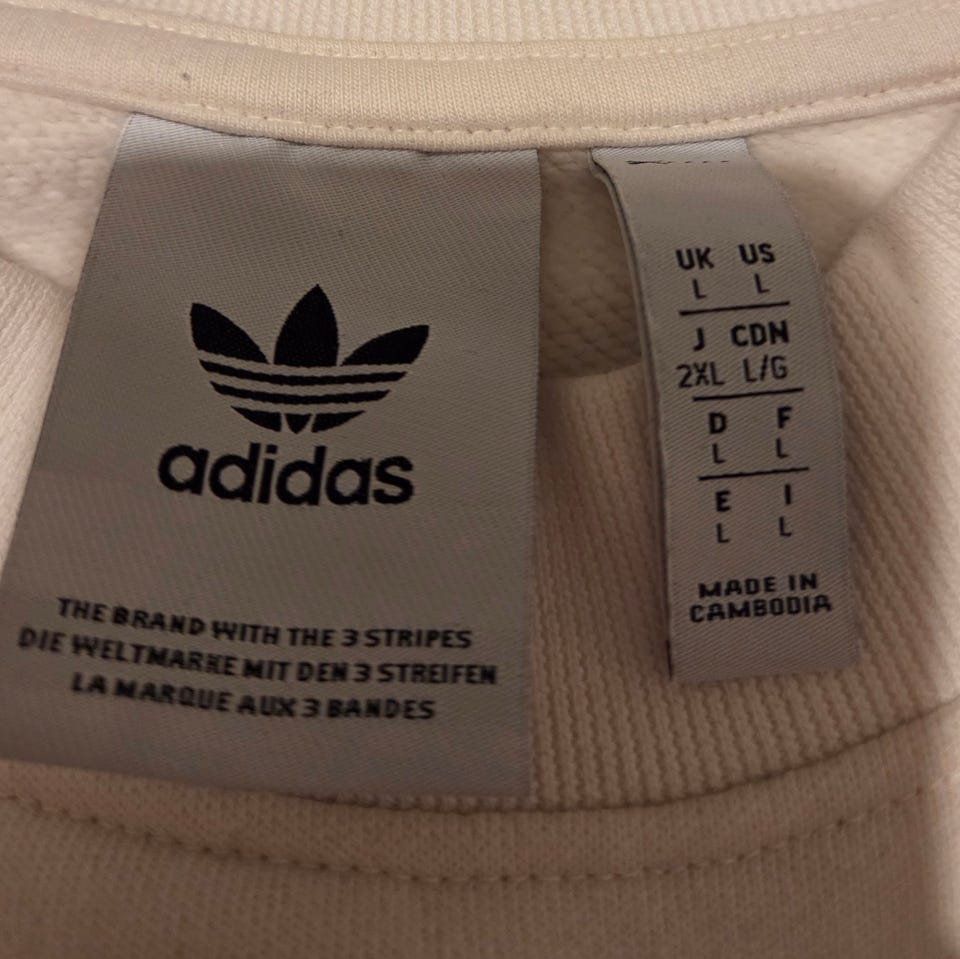 adidas
THE BRAND WITH THE 3 STRIPES
DIE WELTMARKE MIT DEN 3 STREIFEN
LA MARQUE AUX 3 BANDES
UK US
L L
J CDN
2XL L/G
D F
L L
E I
L L
MADE IN
CAMBODIA